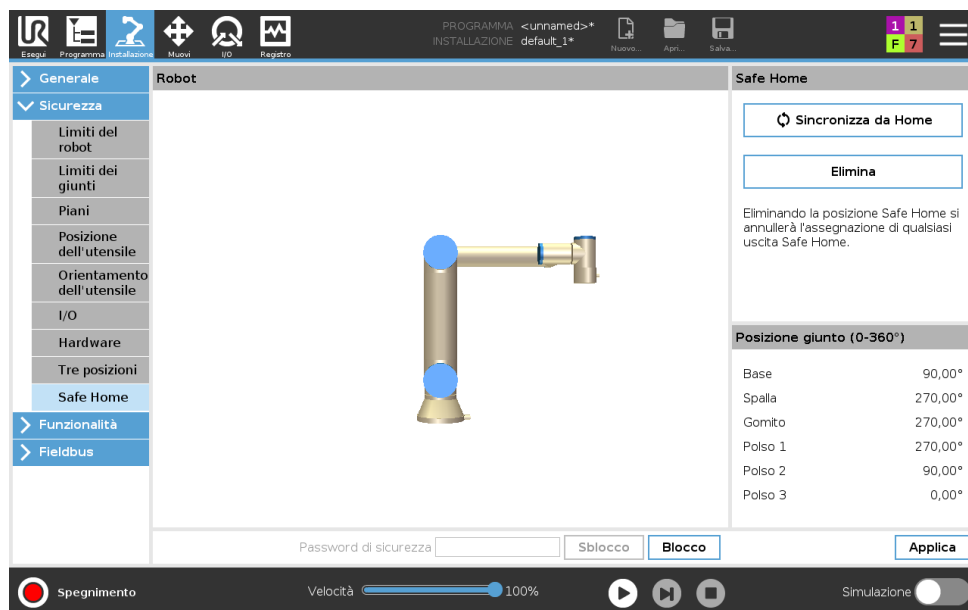 UR
PROGRAMMA <unnamed>*
INSTALLAZIONE default_1*
Esegui
Programma
Installazione
Muovi
I/O
Registro
Nuovo...
Apri...
Salva...
1 1
F 7
Generale
Sicurezza
Limiti del
robot
Limiti dei
giunti
Piani
Posizione
dell'utensile
Orientamento
dell'utensile
I/O
Hardware
Tre posizioni
Safe Home
Funzionalità
Fieldbus
Robot
Safe Home
Sincronizza da Home
Elimina
Eliminando la posizione Safe Home si
annullerà l'assegnazione di qualsiasi
uscita Safe Home.
Posizione giunto (0-360°)
Base 90,00°
Spalla 270,00°
Gomito 270,00°
Polso 1 270,00°
Polso 2 90,00°
Polso 3 0,00°
Password di sicurezza
Sblocco
Blocco
Applica
Spegnimento
Velocità
100%
Simulazione